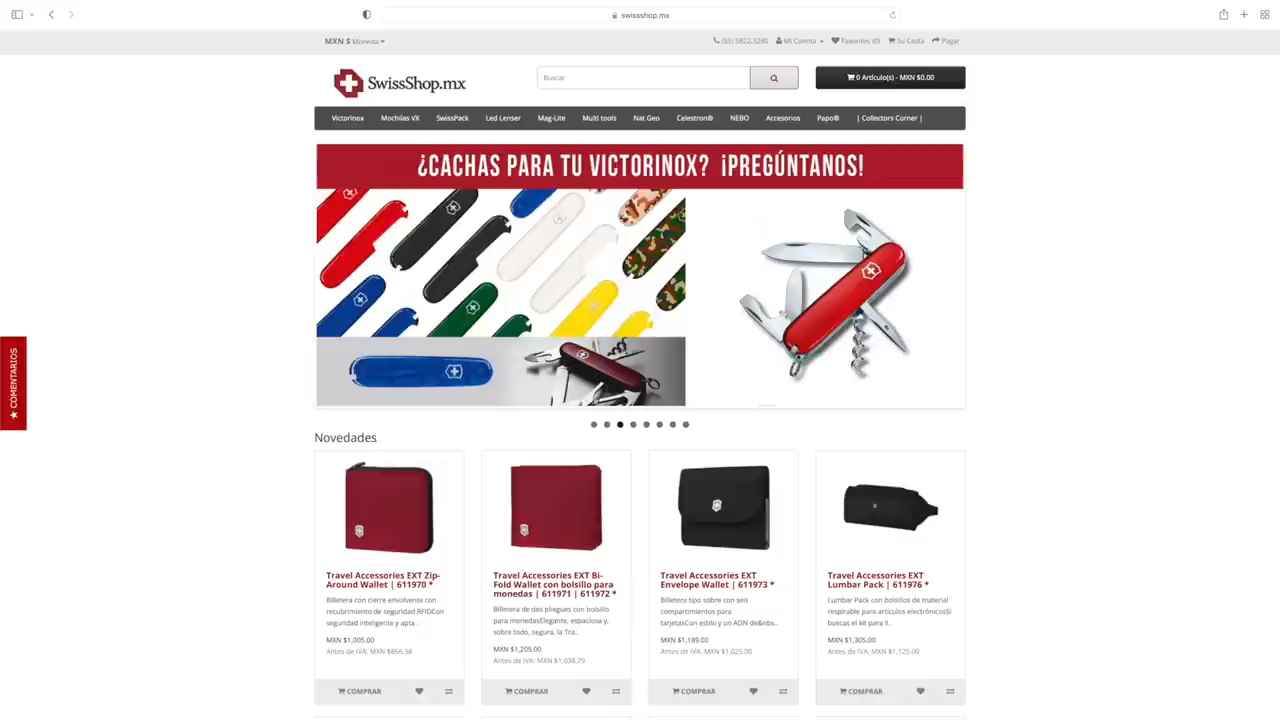 swissshop.mx
MXN $ Moneda
(55) 5822.3280 Mi Cuenta Favoritos (0) Su Cesta Pagar
SwissShop.mx
Buscar
0 Artículo(s) - MXN $0.00
Victorinox Mochilas VX SwissPack Led Lenser Mag-Lite Multi tools Nat Geo Celestron® NEBO Accesorios Papo® | Collectors Corner |
¿CACHAS PARA TU VICTORINOX? ¡PREGÚNTANOS!
★ COMENTARIOS
Novedades
Travel Accessories EXT Zip-
Around Wallet | 611970 *
Billetera con cierre envolvente con
recubrimiento de seguridad RFIDCon
seguridad inteligente y apta ..
MXN $1,005.00
Antes de IVA: MXN $866.38
COMPRAR
Travel Accessories EXT Bi-
Fold Wallet con bolsillo para
monedas | 611971 | 611972 *
Billetera de dos pliegues con bolsillo
para monedasElegante, espaciosa y,
sobre todo, segura, la Tra..
MXN $1,205.00
Antes de IVA: MXN $1,038.79
COMPRAR
Travel Accessories EXT
Envelope Wallet | 611973 *
Billetera tipo sobre con seis
compartimientos para
tarjetasCon estilo y un ADN de&nbs..
MXN $1,189.00
Antes de IVA: MXN $1,025.00
COMPRAR
Travel Accessories EXT
Lumbar Pack | 611976 *
Lumbar Pack con bolsillos de material
respirable para artículos electrónicosSi
buscas el kit para ll..
MXN $1,305.00
Antes de IVA: MXN $1,125.00
COMPRAR